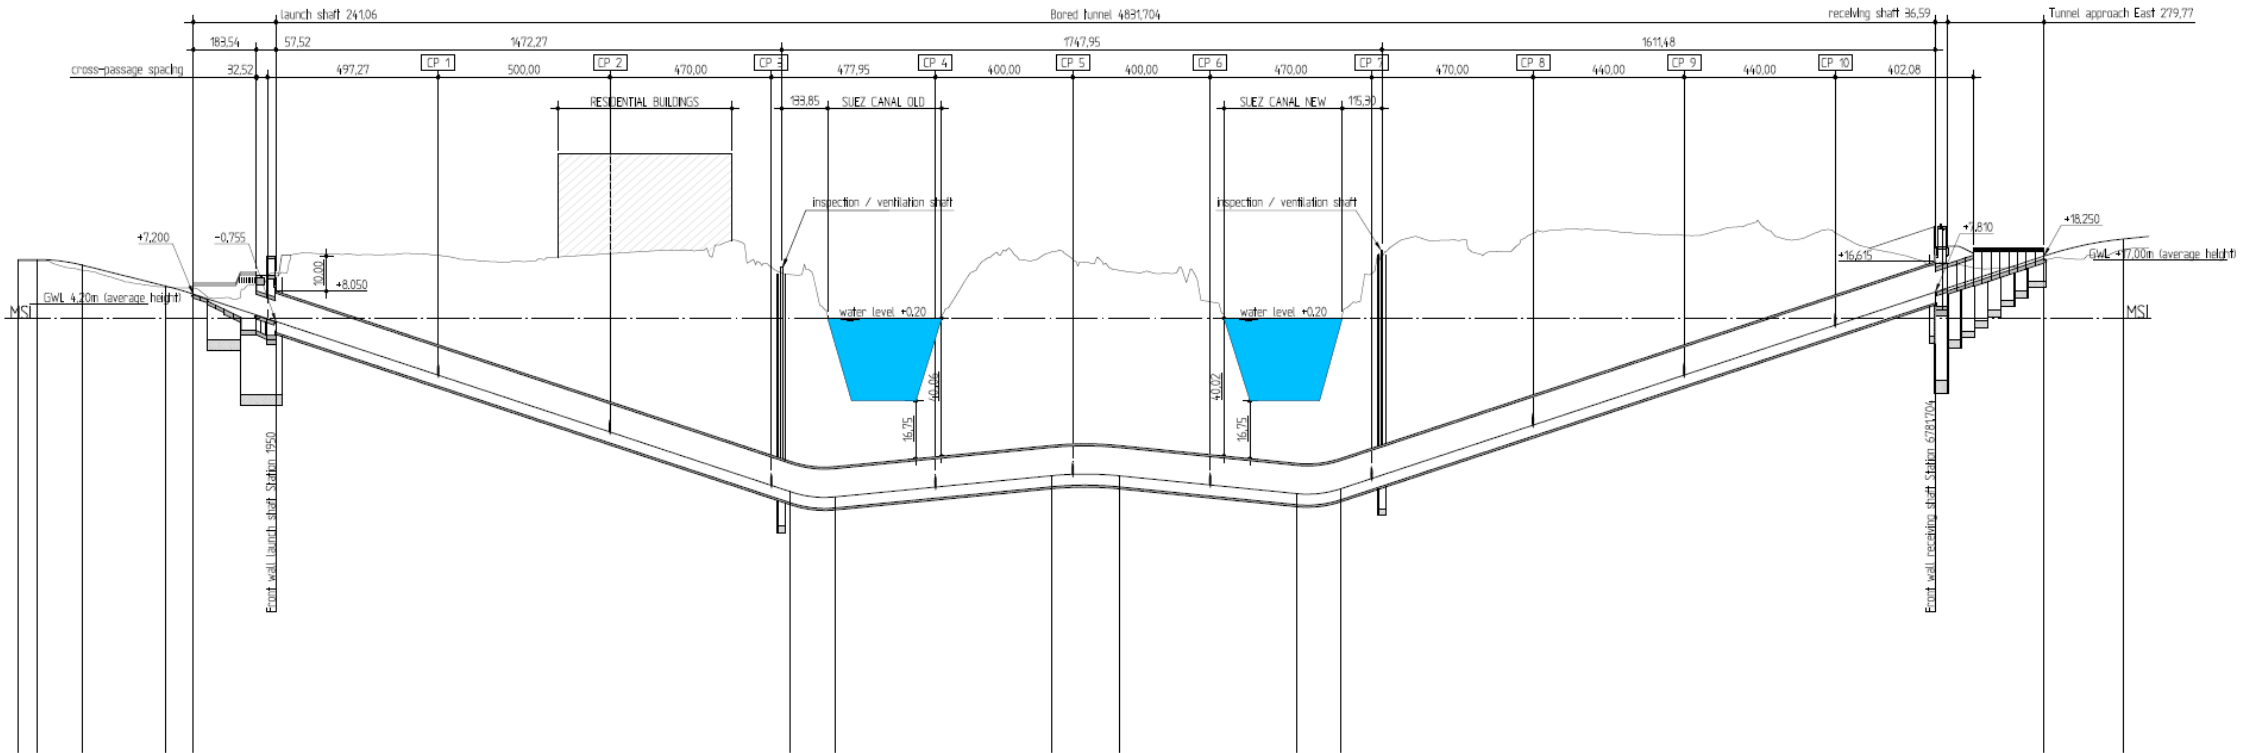 launch shaft 241,06
Bored tunnel 4831,704
receiving shaft 36,59
Tunnel approach East 279,77
183,54
57,52
1472,27
1747,95
1611,48
cross-passage spacing
32,52
497,27
CP 1
500,00
CP 2
470,00
CP 3
477,95
CP 4
400,00
CP 5
400,00
CP 6
470,00
CP 7
470,00
CP 8
440,00
CP 9
440,00
CP 10
402,08
RESIDENTIAL BUILDINGS
133,85
SUEZ CANAL OLD
SUEZ CANAL NEW
115,30
inspection / ventilation shaft
inspection / ventilation shaft
+7,200
-0,755
10,00
+8.050
+16,615
+7,810
+18,250
GWL 4,20m (average height)
GWL +17,00m (average height)
MSl
water level +0,20
water level +0,20
MSl
40,06
16,75
40,02
16,75
Front wall launch shaft Station 1950
Front wall receiving shaft Station 6781,704